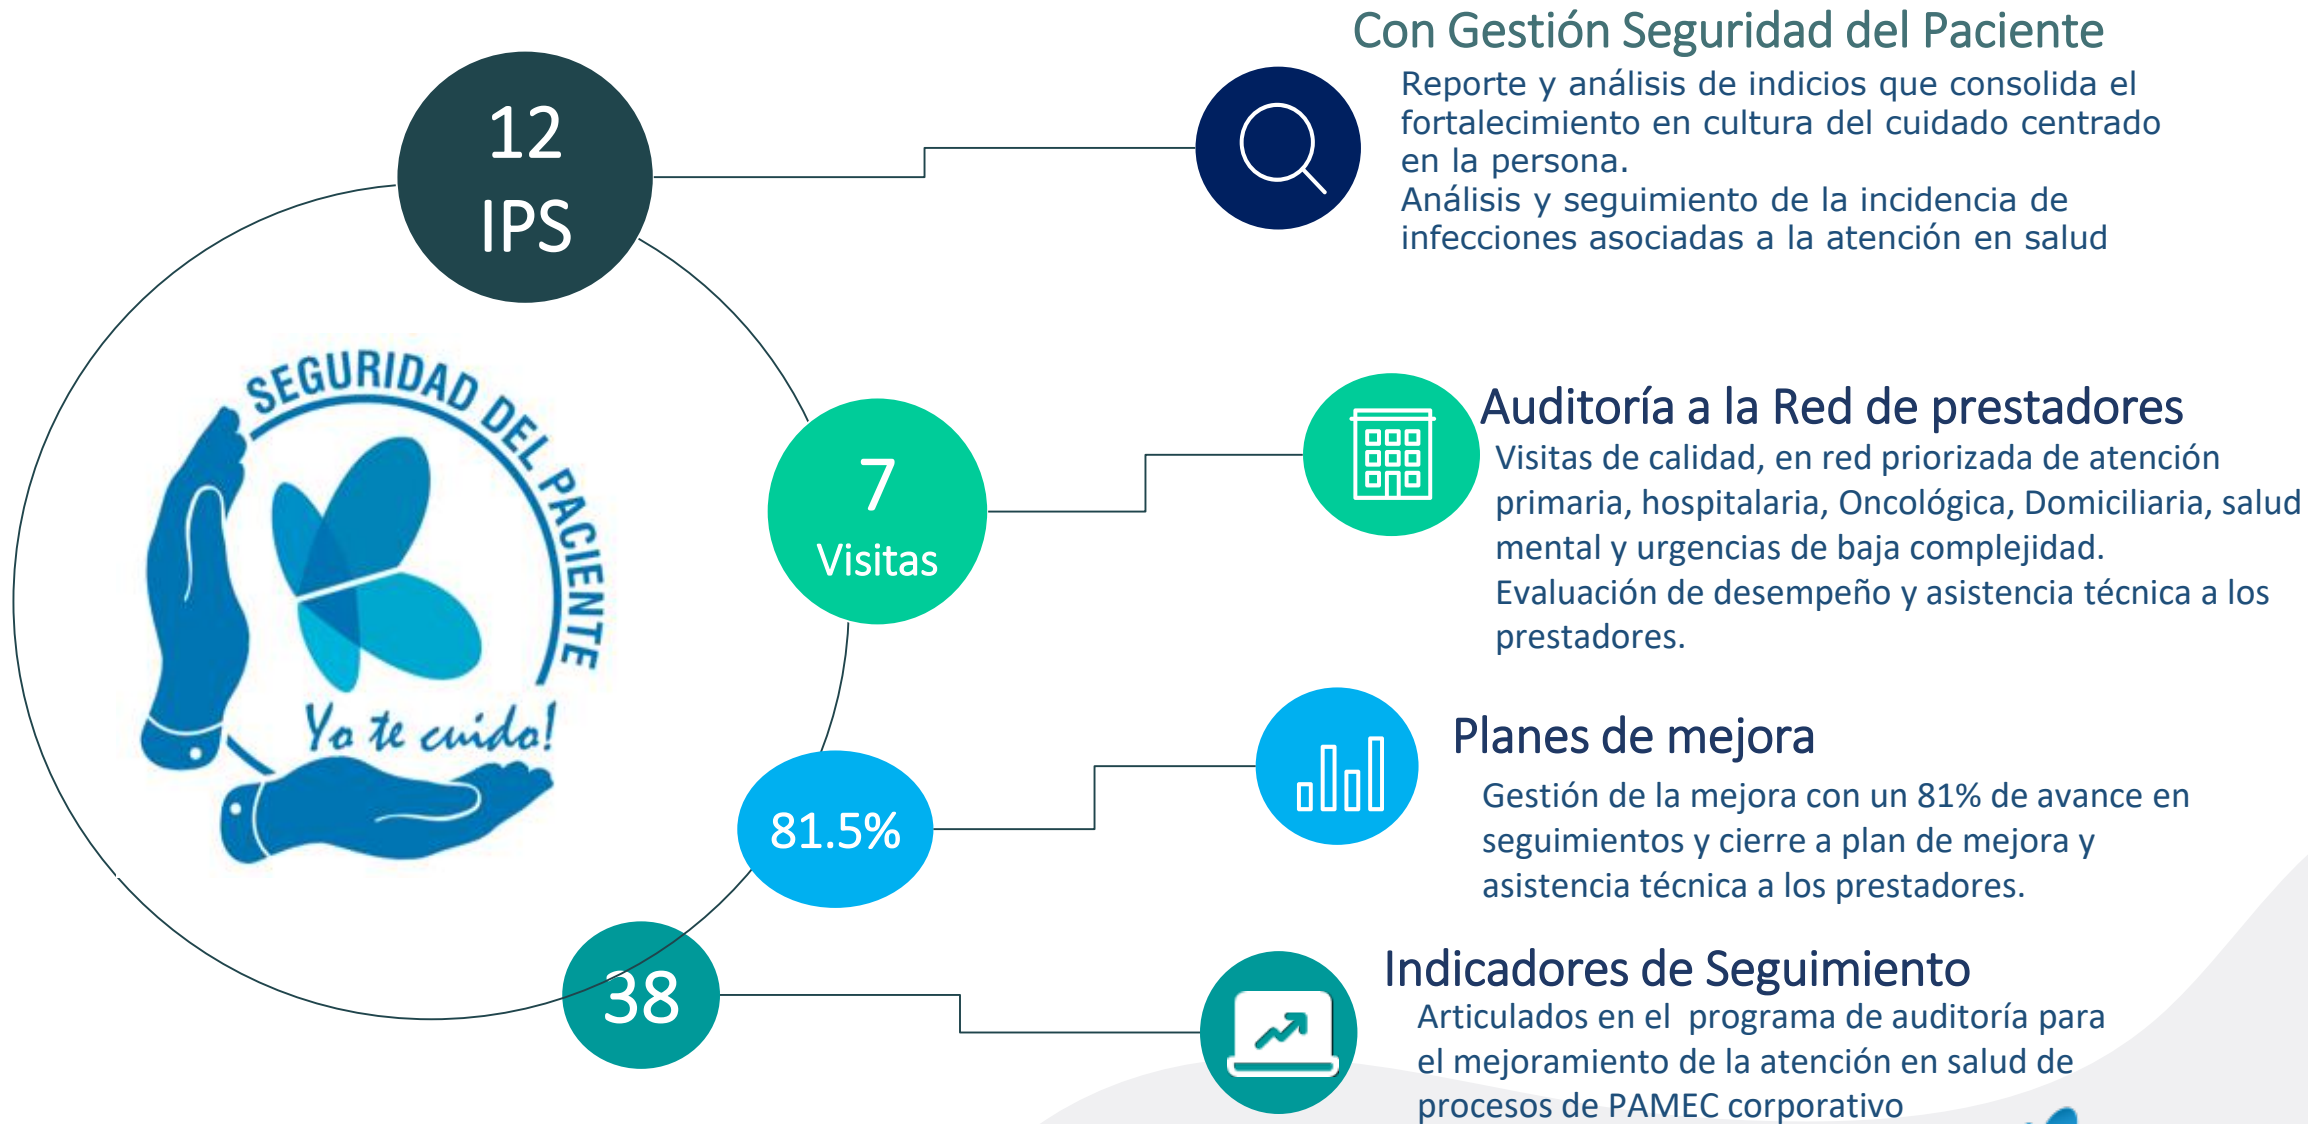 12
IPS
Con Gestión Seguridad del Paciente
Reporte y análisis de indicios que consolida el
fortalecimiento en cultura del cuidado centrado
en la persona.
Análisis y seguimiento de la incidencia de
infecciones asociadas a la atención en salud
SEGURIDAD DEL PACIENTE
Yo te cuido!
7
Visitas
Auditoría a la Red de prestadores
Visitas de calidad, en red priorizada de atención
primaria, hospitalaria, Oncológica, Domiciliaria, salud
mental y urgencias de baja complejidad.
Evaluación de desempeño y asistencia técnica a los
prestadores.
81.5%
Planes de mejora
Gestión de la mejora con un 81% de avance en
seguimientos y cierre a plan de mejora y
asistencia técnica a los prestadores.
38
Indicadores de Seguimiento
Articulados en el  programa de auditoría para
el mejoramiento de la atención en salud de
procesos de PAMEC corporativo